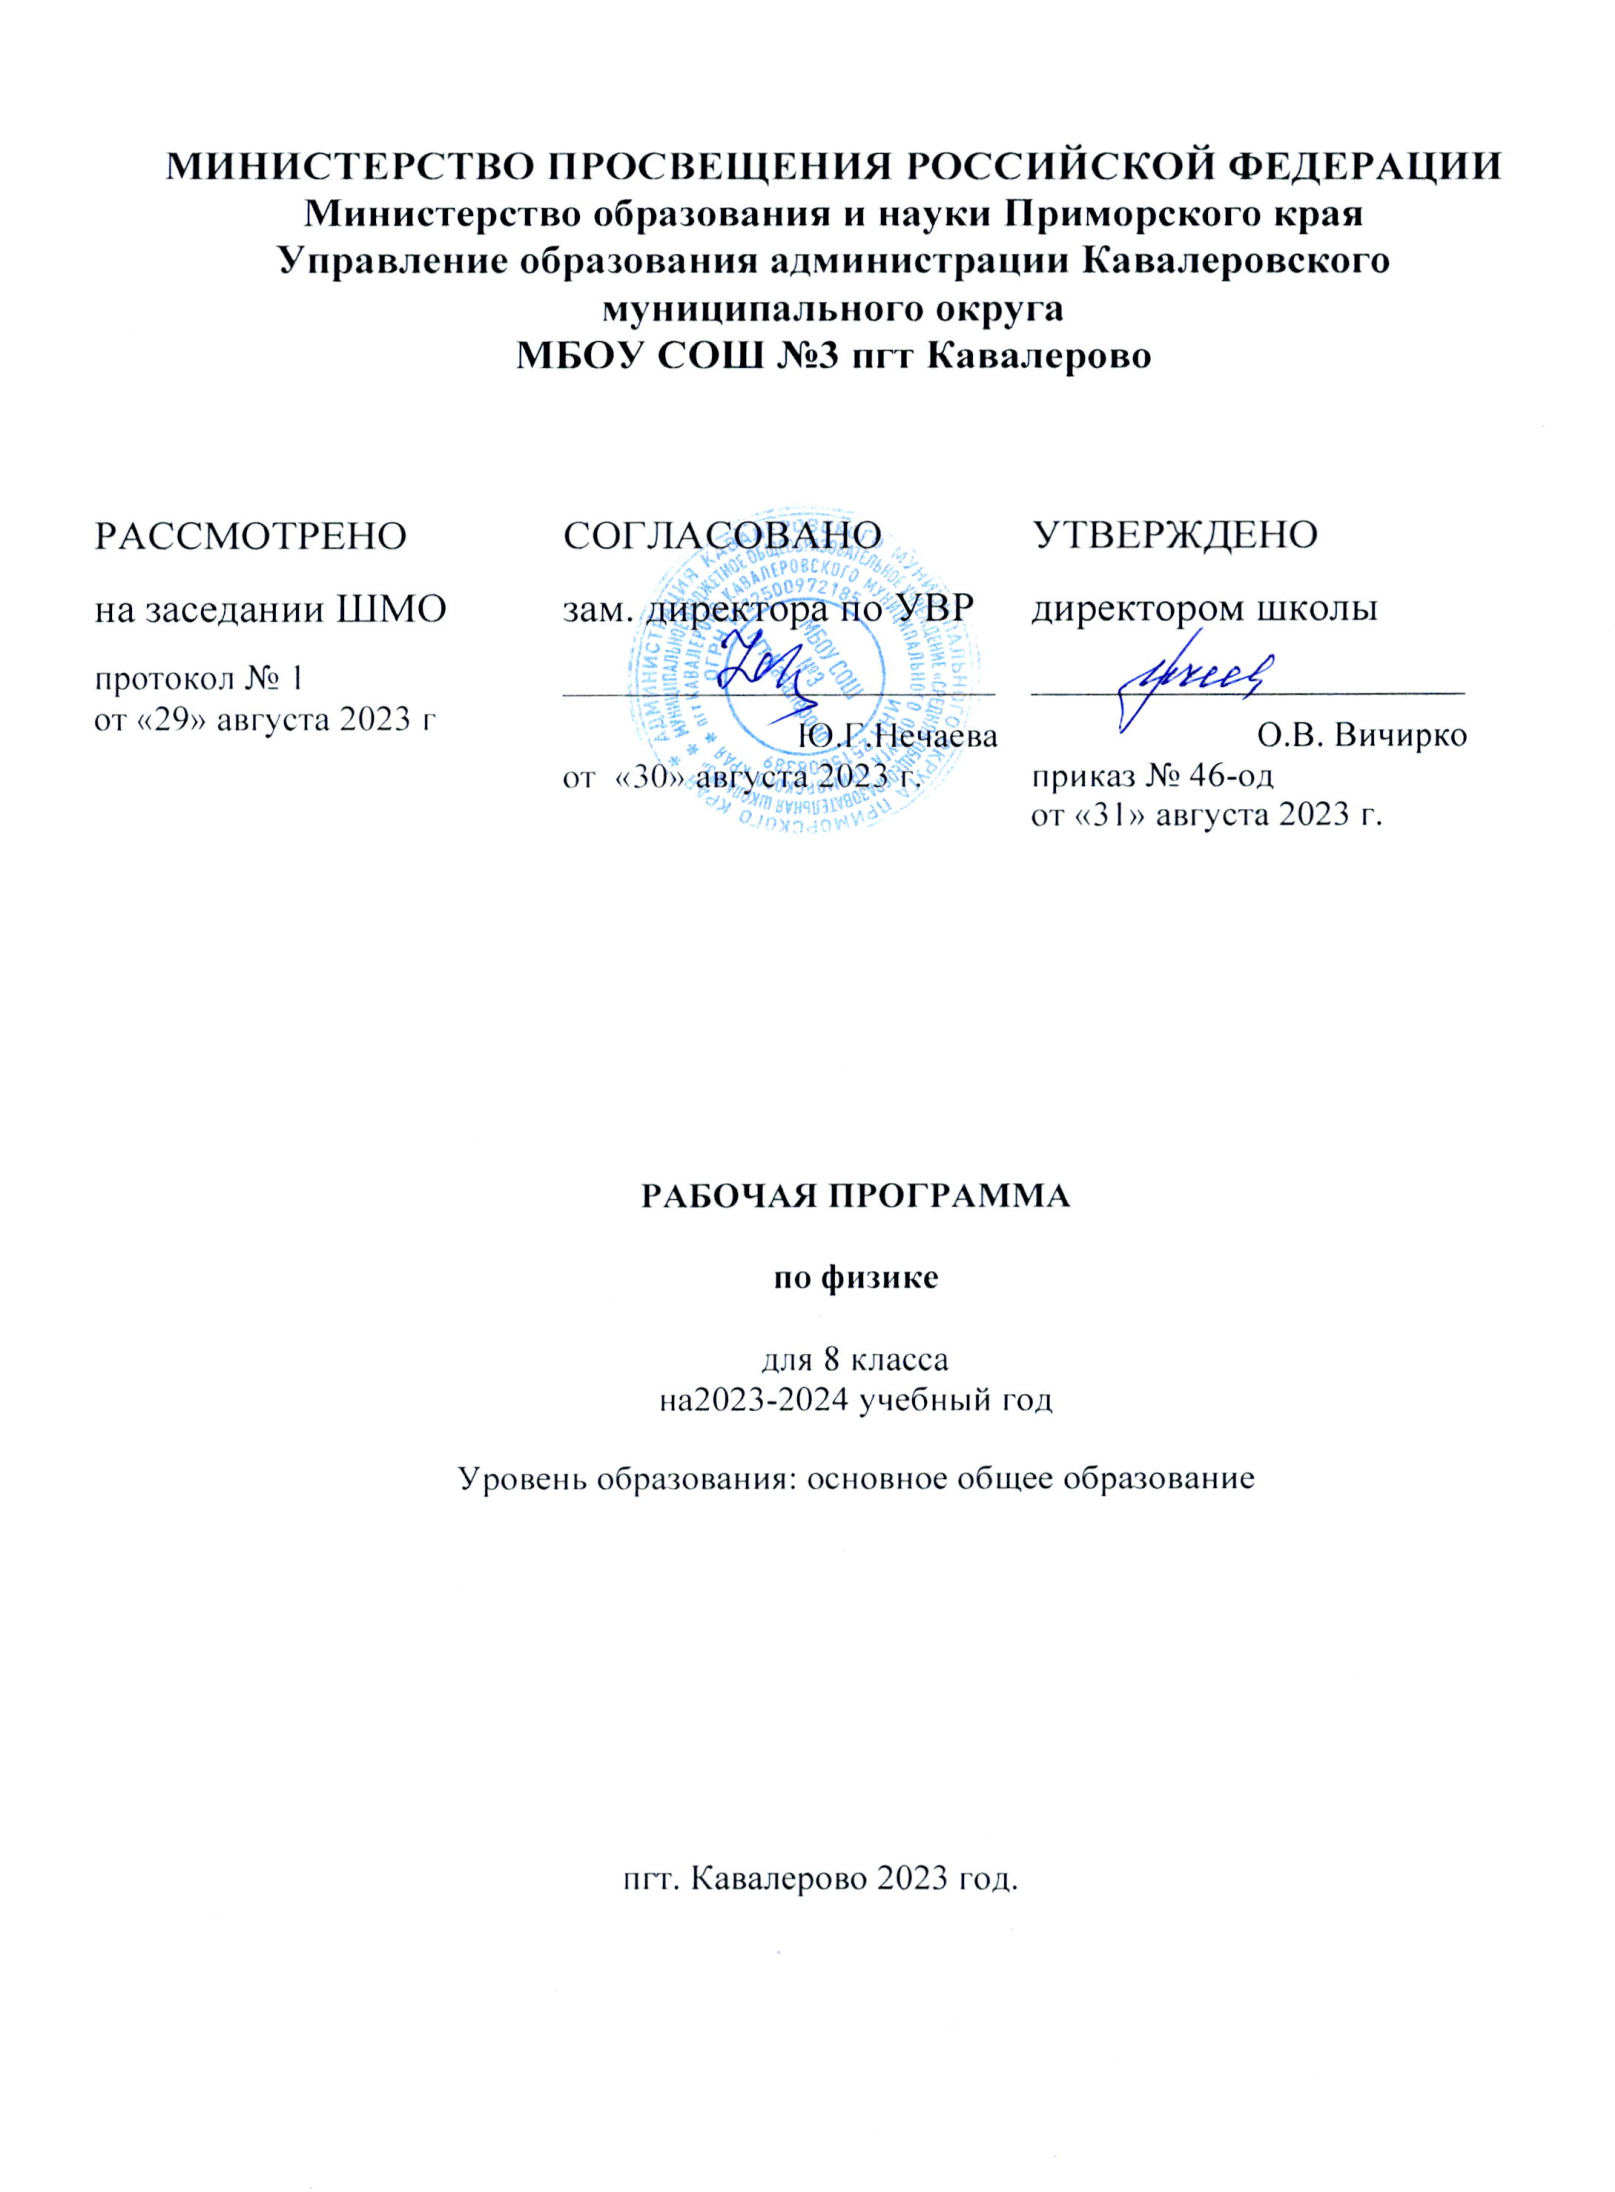 МИНИСТЕРСТВО ПРОСВЕЩЕНИЯ РОССИЙСКОЙ ФЕДЕРАЦИИ
Министерство образования и науки Приморского края
Управление образования администрации Кавалеровского
муниципального округа
МБОУ СОШ №3 пгт Кавалерово
РАССМОТРЕНО
на заседании ШМО
протокол № 1
от «29» августа 2023 г
СОГЛАСОВАНО
зам. директора по УВР
Ю.Г.Нечаева
от «30» августа 2023 г.
УТВЕРЖДЕНО
директором школы
О.В. Вичирко
приказ № 46-од
от «31» августа 2023 г.
МБОУ СОШ
№3
РАБОЧАЯ ПРОГРАММА
по физике
для 8 класса
на2023-2024 учебный год
Уровень образования: основное общее образование
пгт. Кавалерово 2023 год.